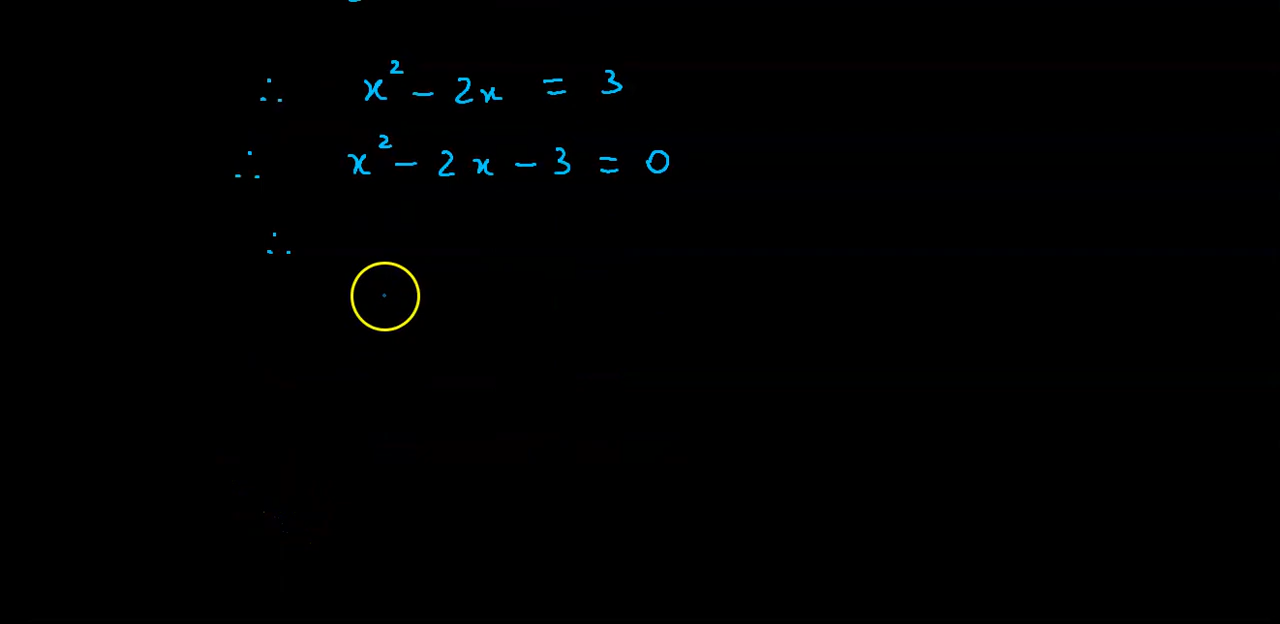 ∴ x² - 2x = 3
∴ x² - 2x - 3 = 0
∴